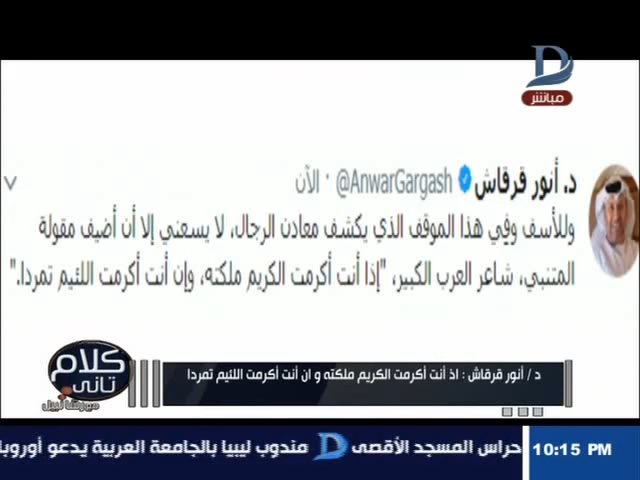 مباشر
د. أنور قرقاش @AnwarGargash · الآن
وللأسف وفي هذا الموقف الذي يكشف معادن الرجال، لا يسعني إلا أن أضيف مقولة
المتنبي، شاعر العرب الكبير، "إذا أنت أكرمت الكريم ملكته، وإن أنت أكرمت اللئيم تمردا."
كلام
تانى
د / أنور قرقاش : اذ أنت أكرمت الكريم ملكته و ان أنت أكرمت اللئيم تمردا
حراس المسجد الأقصى مندوب ليبيا بالجامعة العربية يدعو أوروبا
10:15 PM